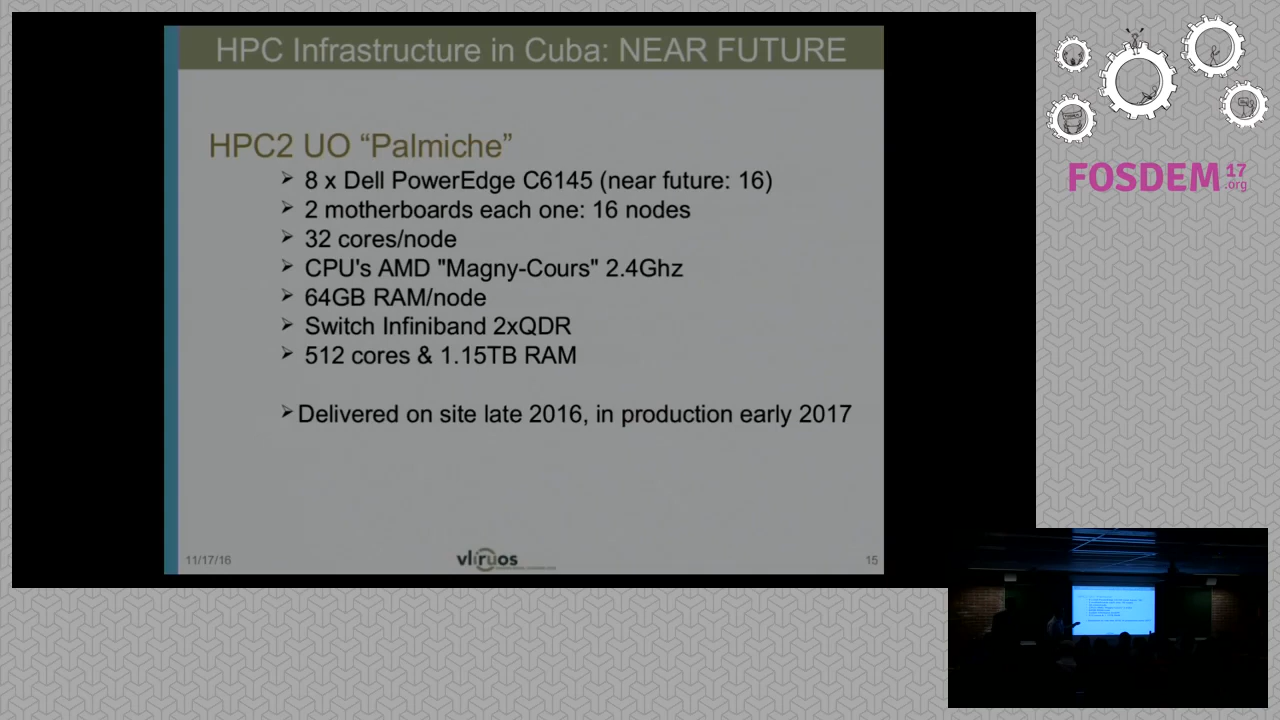 HPC Infrastructure in Cuba: NEAR FUTURE
HPC2 UO “Palmiche”
➢ 8 x Dell PowerEdge C6145 (near future: 16)
➢ 2 motherboards each one: 16 nodes
➢ 32 cores/node
➢ CPU's AMD "Magny-Cours" 2.4Ghz
➢ 64GB RAM/node
➢ Switch Infiniband 2xQDR
➢ 512 cores & 1.15TB RAM
➢ Delivered on site late 2016, in production early 2017
11/17/16
vliruos
15
FOSDEM 17
.org